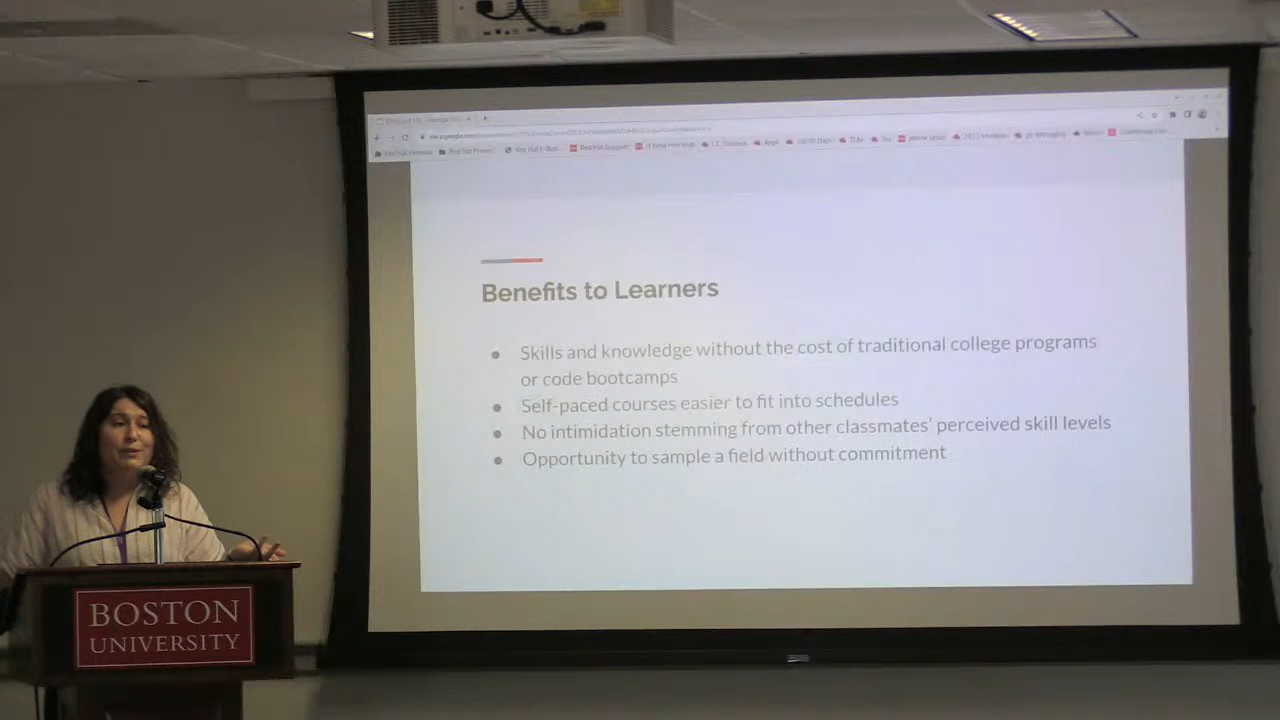 Benefits to Learners
Skills and knowledge without the cost of traditional college programs
or code bootcamps
Self-paced courses easier to fit into schedules
No intimidation stemming from other classmates' perceived skill levels
Opportunity to sample a field without commitment
BOSTON
UNIVERSITY